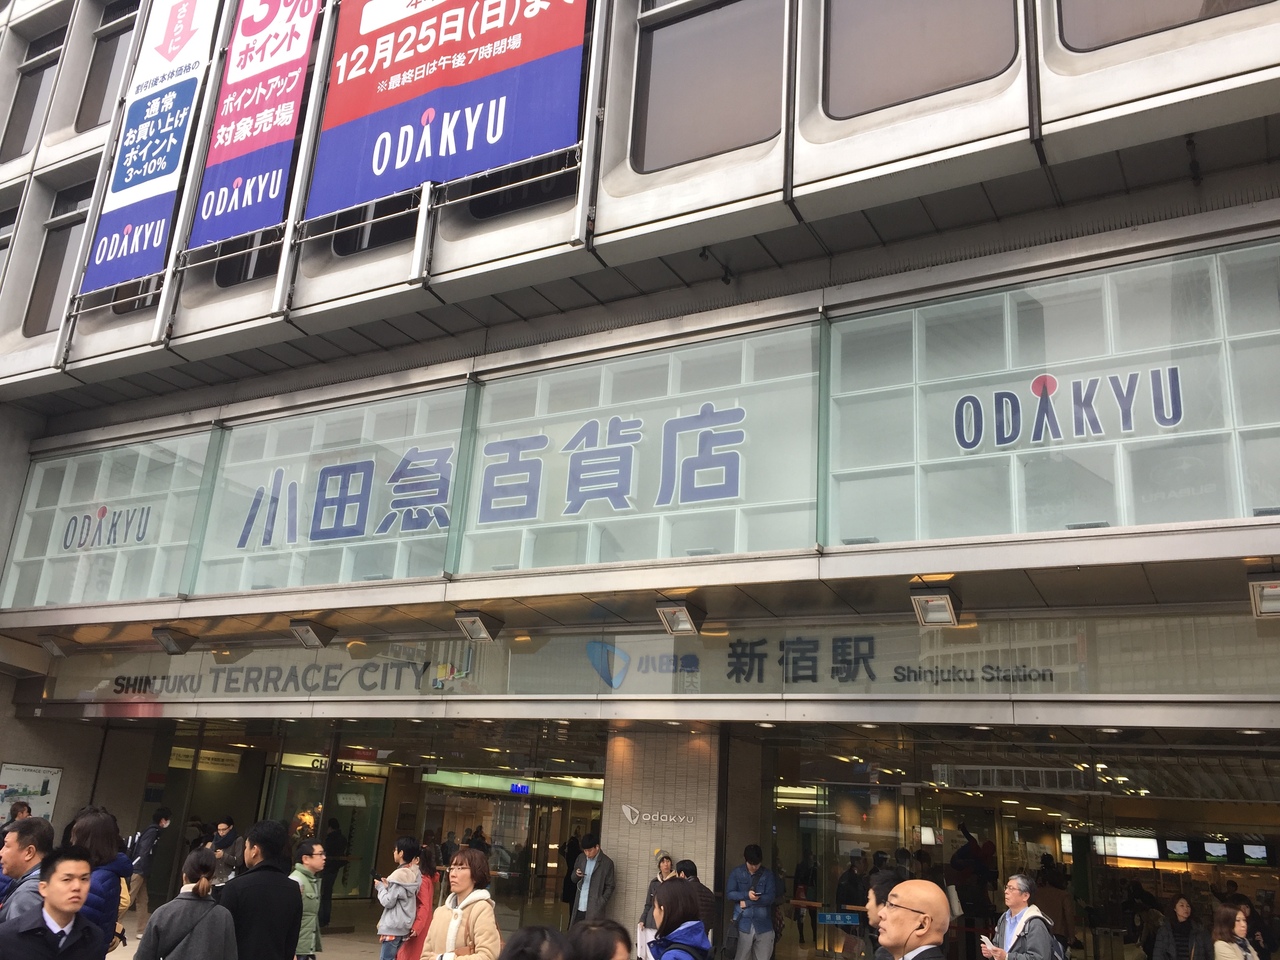 さらに
割引後本体価格の
通常
お買い上げ
ポイント
3~10%
ODAKYU
3%
ポイント
ポイントアップ
対象売場
ODAKYU
12月25日(日)まで
※最終日は午後7時閉場
ODAKYU
ODAKYU
小田急百貨店
ODAKYU
SHINJUKU TERRACE CITY
小田急
新宿駅 Shinjuku Station
CHANEL
odakyu